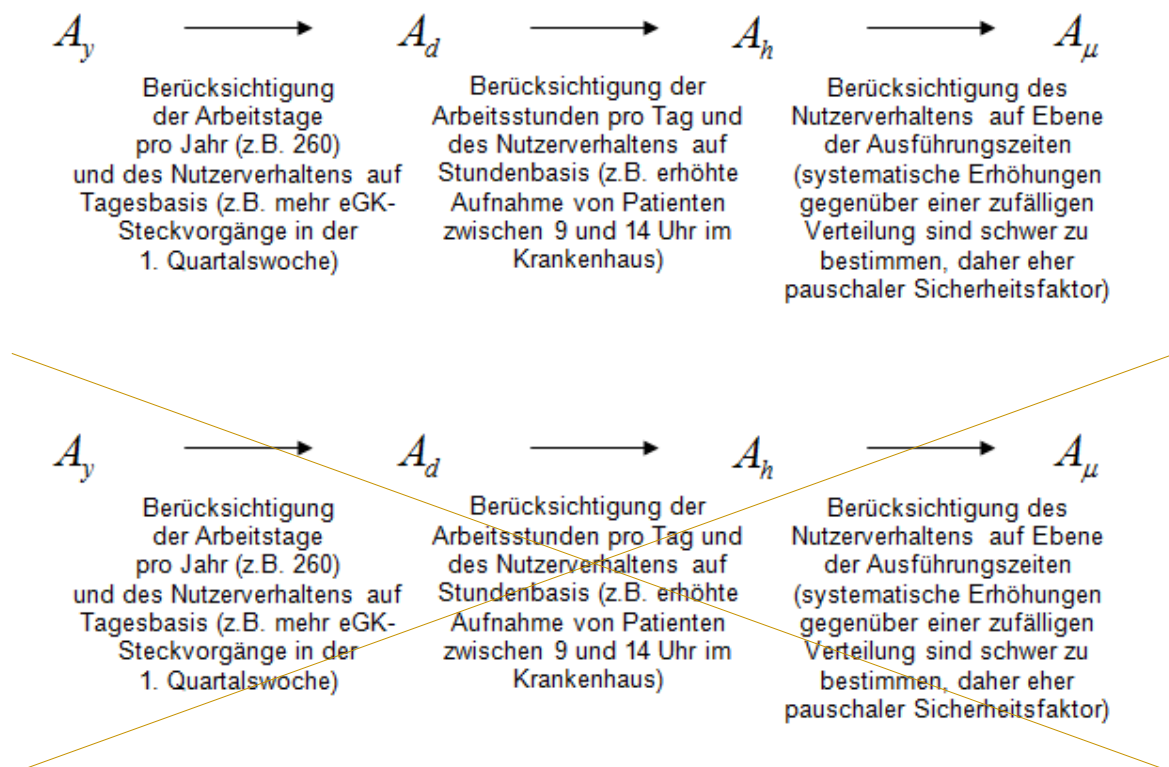 A_y → A_d → A_h → A_μ
Berücksichtigung
der Arbeitstage
pro Jahr (z.B. 260)
und des Nutzerverhaltens auf
Tagesbasis (z.B. mehr eGK-
Steckvorgänge in der
1. Quartalswoche)
Berücksichtigung der
Arbeitsstunden pro Tag und
des Nutzerverhaltens auf
Stundenbasis (z.B. erhöhte
Aufnahme von Patienten
zwischen 9 und 14 Uhr im
Krankenhaus)
Berücksichtigung des
Nutzerverhaltens auf Ebene
der Ausführungszeiten
(systematische Erhöhungen
gegenüber einer zufälligen
Verteilung sind schwer zu
bestimmen, daher eher
pauschaler Sicherheitsfaktor)
A_y → A_d → A_h → A_μ
Berücksichtigung
der Arbeitstage
pro Jahr (z.B. 260)
und des Nutzerverhaltens auf
Tagesbasis (z.B. mehr eGK-
Steckvorgänge in der
1. Quartalswoche)
Berücksichtigung der
Arbeitsstunden pro Tag und
des Nutzerverhaltens auf
Stundenbasis (z.B. erhöhte
Aufnahme von Patienten
zwischen 9 und 14 Uhr im
Krankenhaus)
Berücksichtigung des
Nutzerverhaltens auf Ebene
der Ausführungszeiten
(systematische Erhöhungen
gegenüber einer zufälligen
Verteilung sind schwer zu
bestimmen, daher eher
pauschaler Sicherheitsfaktor)